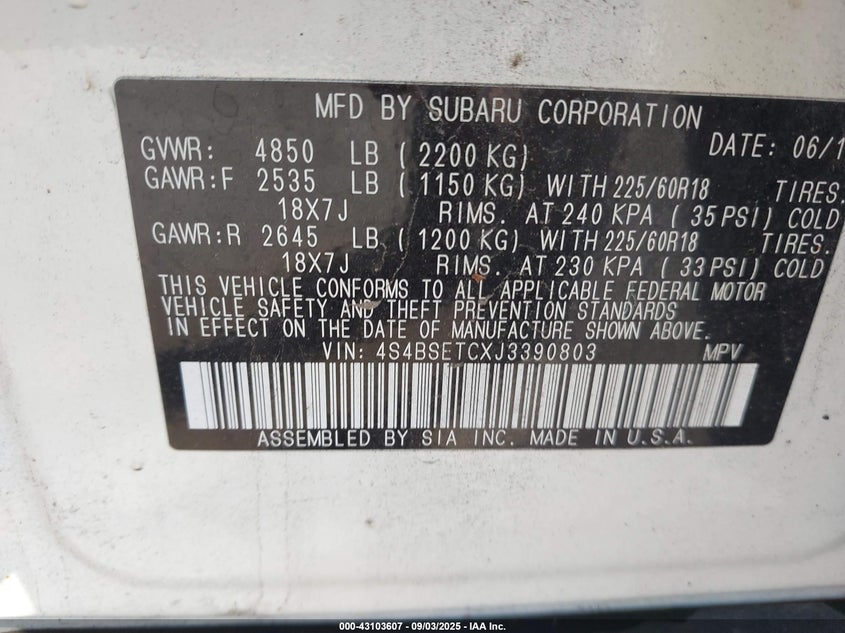 MFD BY SUBARU CORPORATION
GVWR: 4850 LB ( 2200 KG) DATE: 06/1
GAWR:F 2535 LB ( 1150 KG) WITH 225/60R18 TIRES.
18X7J RIMS. AT 240 KPA ( 35 PSI) COLD
GAWR:R 2645 LB ( 1200 KG) WITH 225/60R18 TIRES.
18X7J RIMS. AT 230 KPA ( 33 PSI) COLD
THIS VEHICLE CONFORMS TO ALL APPLICABLE FEDERAL MOTOR
VEHICLE SAFETY AND THEFT PREVENTION STANDARDS
IN EFFECT ON THE DATE OF MANUFACTURE SHOWN ABOVE.
VIN: 4S4BSETCXJ3390803 MPV
ASSEMBLED BY SIA INC. MADE IN U.S.A.
000-43103607 - 09/03/2025 - IAA Inc.